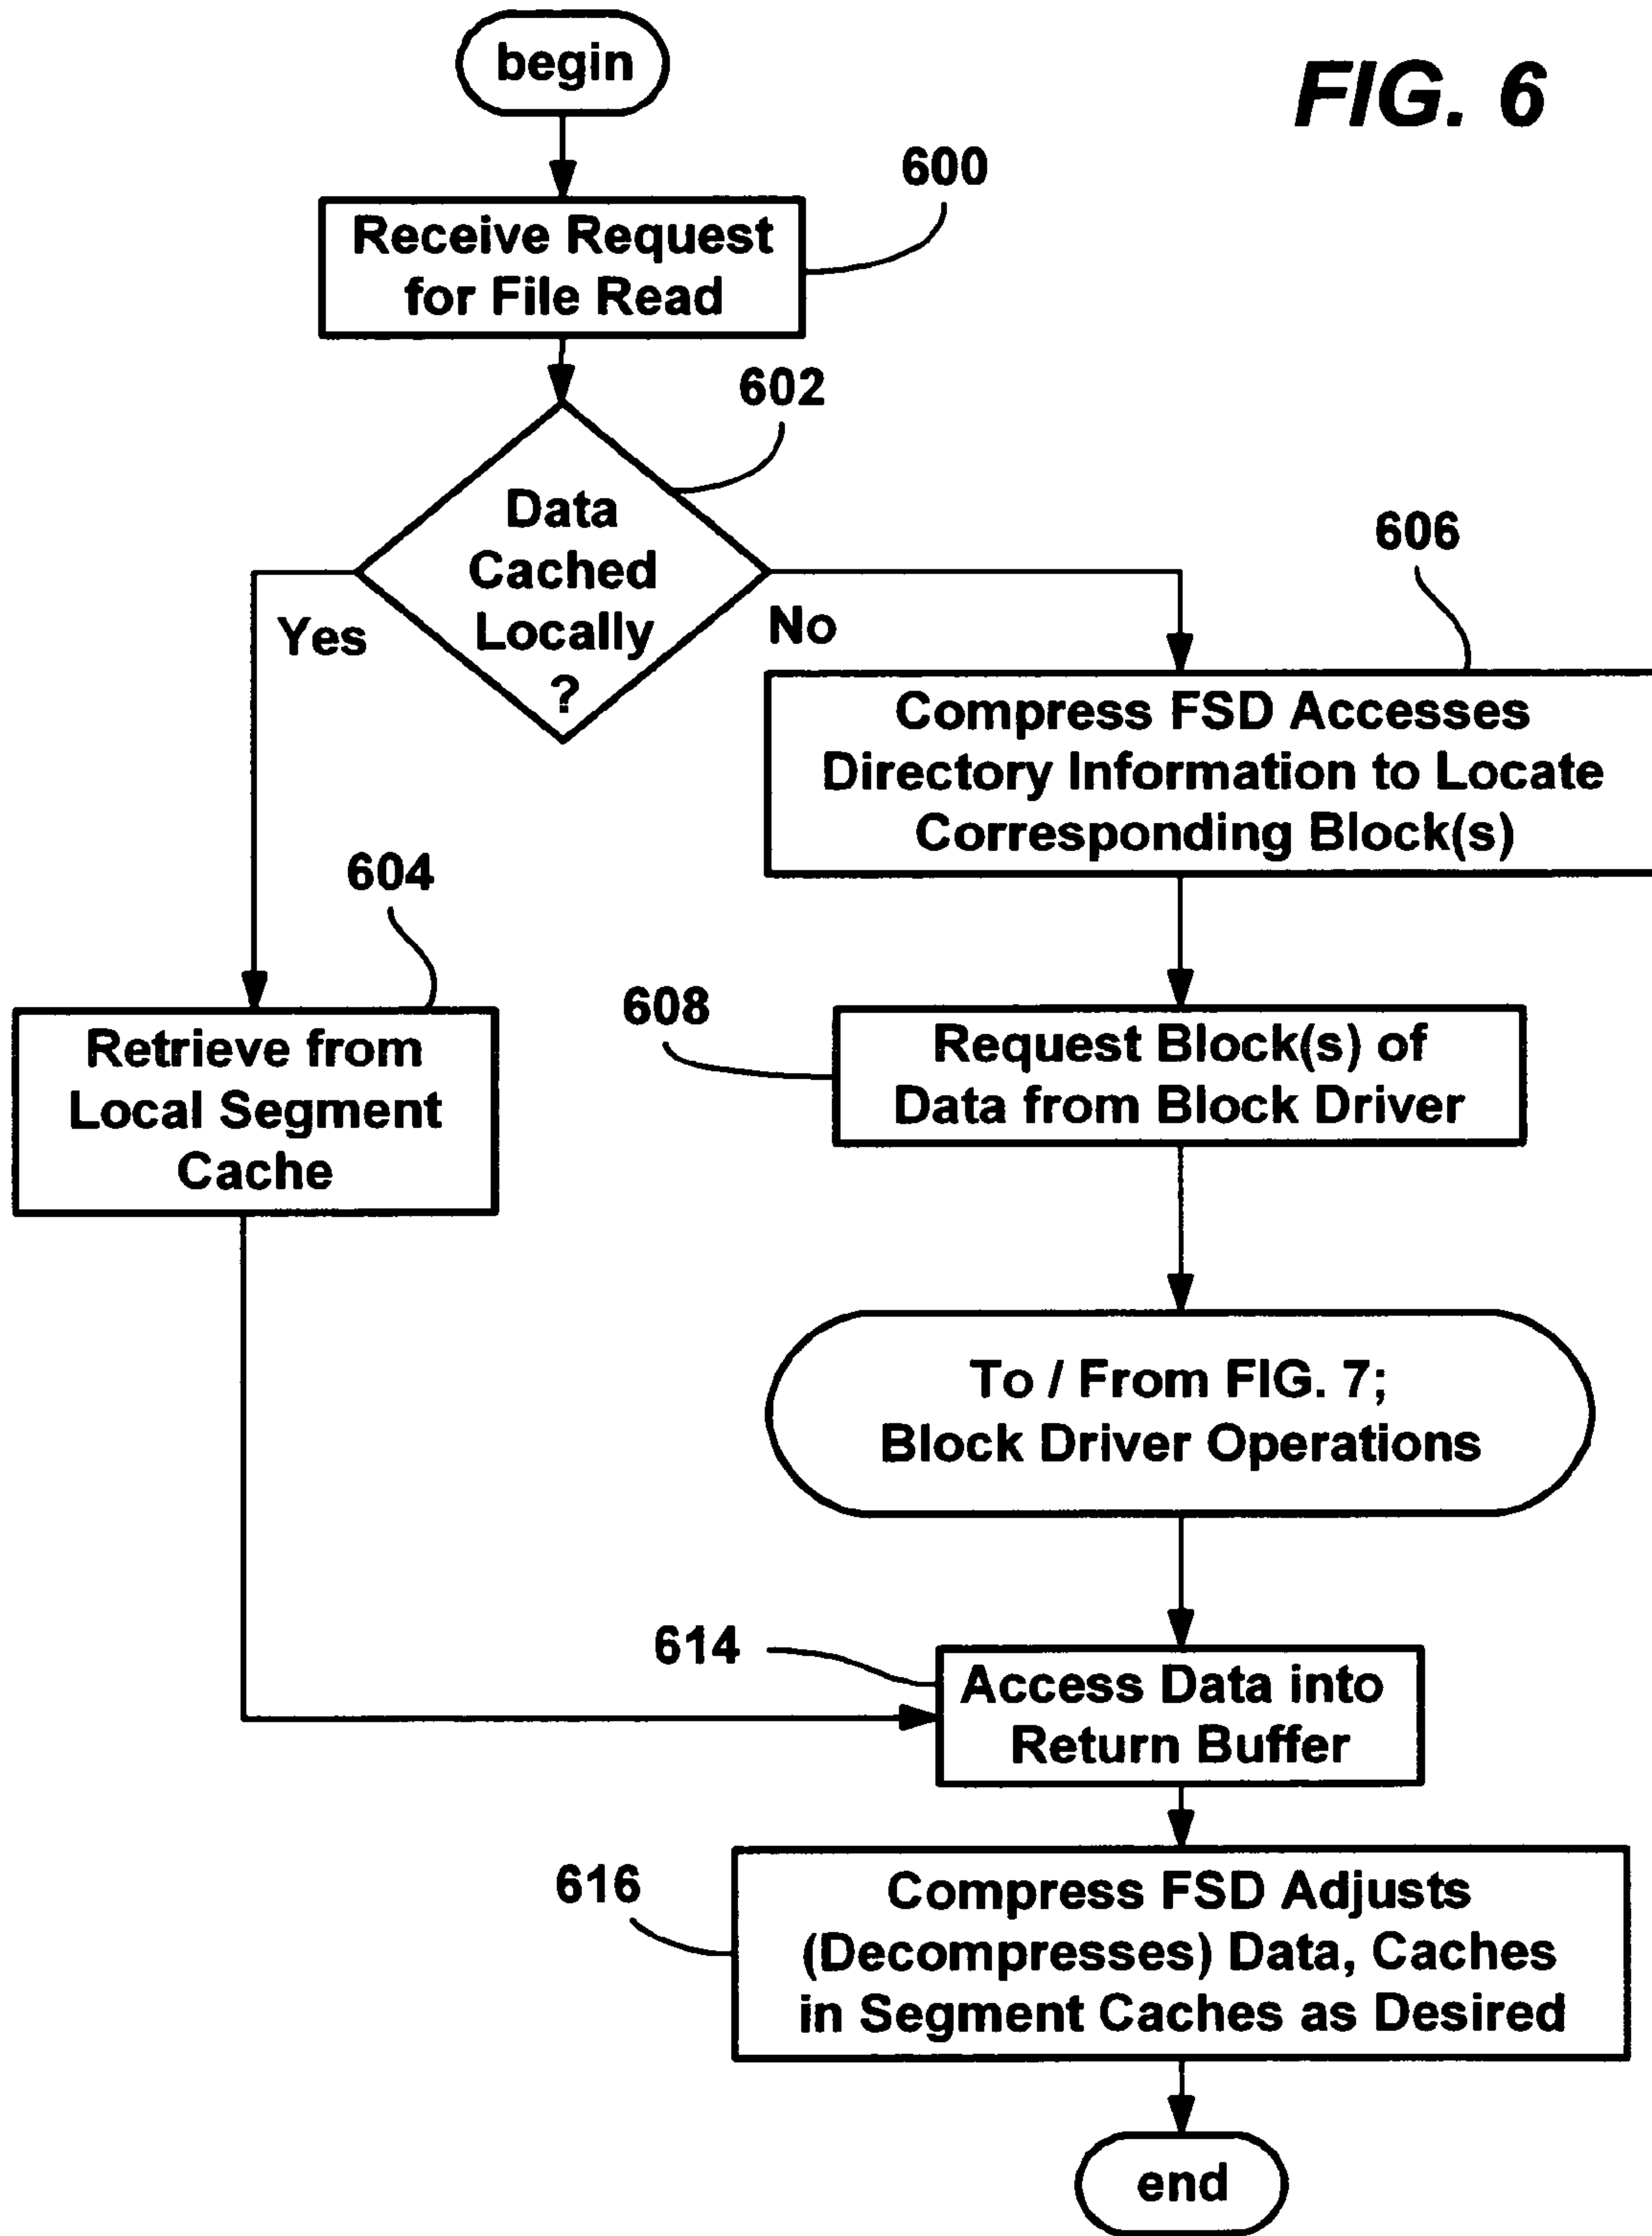 begin
FIG. 6
600
Receive Request
for File Read
602
Data
Cached
Locally
?
Yes
No
606
Compress FSD Accesses
Directory Information to Locate
Corresponding Block(s)
604
Retrieve from
Local Segment
Cache
608
Request Block(s) of
Data from Block Driver
To / From FIG. 7;
Block Driver Operations
614
Access Data into
Return Buffer
616
Compress FSD Adjusts
(Decompresses) Data, Caches
in Segment Caches as Desired
end